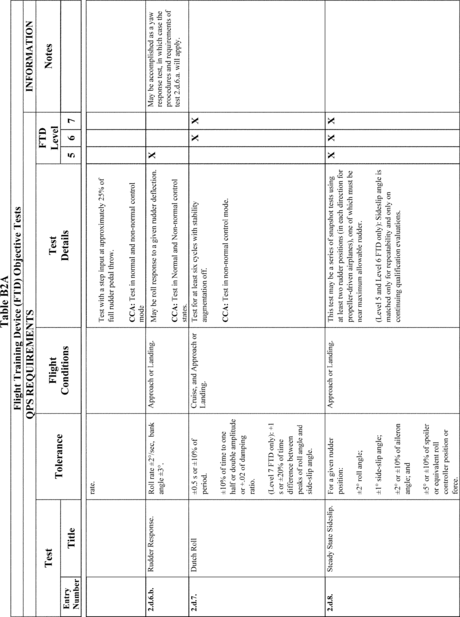 Table B2A
Flight Training Device (FTD) Objective Tests
QPS REQUIREMENTS
INFORMATION
Test
Tolerance
Flight
Conditions
Test
Details
FTD
Level
Notes
Entry
Number
Title
5 6 7
rate.
Test with a step input at approximately 25% of
full rudder pedal throw.
CCA: Test in normal and non-normal control
mode
2.d.6.b.
Rudder Response.
Roll rate ±2°/sec, bank
angle ±3°.
Approach or Landing.
May be roll response to a given rudder deflection.
CCA: Test in Normal and Non-normal control
states.
X
May be accomplished as a yaw
response test, in which case the
procedures and requirements of
test 2.d.6.a. will apply.
2.d.7.
Dutch Roll
±0.5 s or ±10% of
period.
±10% of time to one
half or double amplitude
or +.02 of damping
ratio.
(Level 7 FTD only): +1
s or ±20% of time
difference between
peaks of roll angle and
side-slip angle.
Cruise, and Approach or
Landing.
Test for at least six cycles with stability
augmentation off.
CCA: Test in non-normal control mode.
X X
2.d.8.
Steady State Sideslip.
For a given rudder
position:
±2° roll angle;
±1° side-slip angle;
±2° or ±10% of aileron
angle; and
±5° or ±10% of spoiler
or equivalent roll
controller position or
force.
Approach or Landing.
This test may be a series of snapshot tests using
at least two rudder positions (in each direction for
propeller-driven airplanes), one of which must be
near maximum allowable rudder.
(Level 5 and Level 6 FTD only): Sideslip angle is
matched only for repeatability and only on
continuing qualification evaluations.
X X X